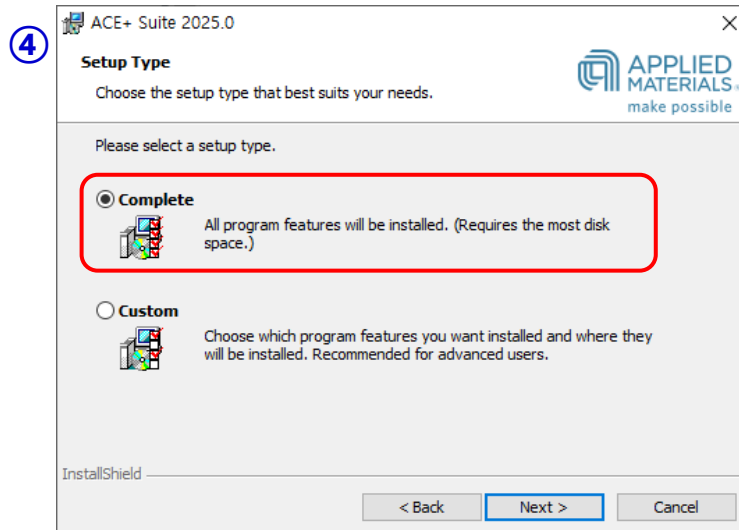 ACE+ Suite 2025.0
④
Setup Type
Choose the setup type that best suits your needs.
APPLIED
MATERIALS®
make possible
Please select a setup type.
Complete
All program features will be installed. (Requires the most disk
space.)
Custom
Choose which program features you want installed and where they
will be installed. Recommended for advanced users.
InstallShield
< Back
Next >
Cancel